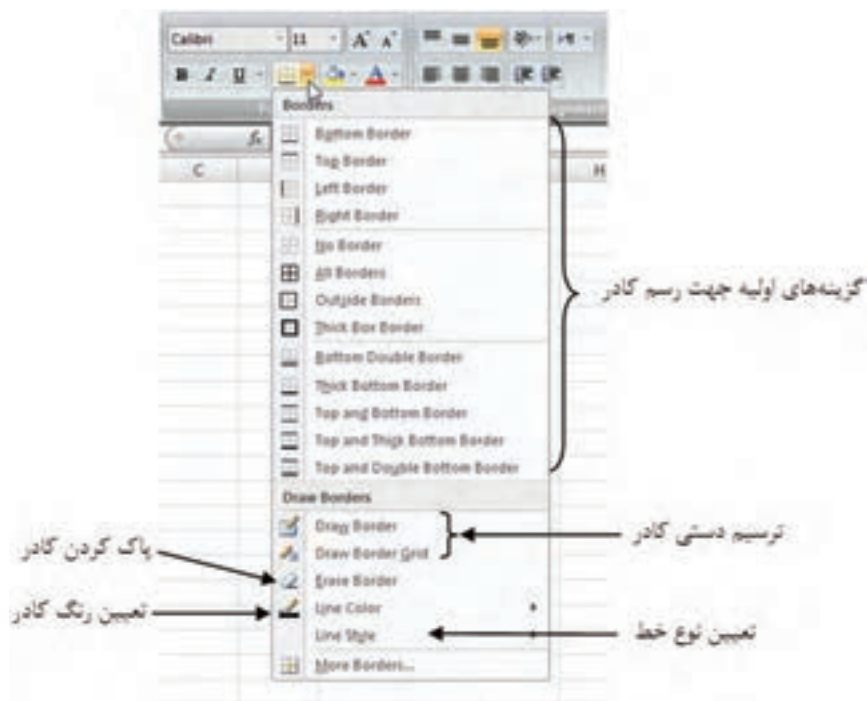 Calibri 11 A A
B I U A
Borders
fx
C H
Bottom Border
Top Border
Left Border
Right Border
No Border
All Borders
Outside Borders
Thick Box Border
Bottom Double Border
Thick Bottom Border
Top and Bottom Border
Top and Thick Bottom Border
Top and Double Bottom Border
گزینه‌های اولیه جهت رسم کادر
Draw Borders
Draw Border
Draw Border Grid
ترسیم دستی کادر
Erase Border
پاک کردن کادر
Line Color
تعیین رنگ کادر
Line Style
تعیین نوع خط
More Borders...